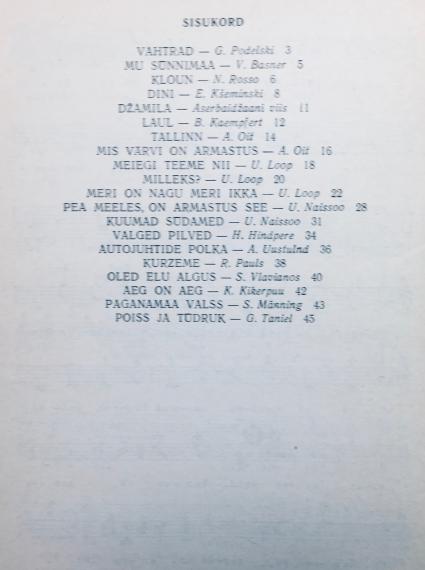 SISUKORD
VAHTRAD — G. Podelski 3
MU SÜNNIMAA — V. Basner 5
KLOUN — N. Rosso 6
DINI — E. Kšeminski 8
DŽAMILA — Aserbaidžaani viis 11
LAUL — B. Kaempfert 12
TALLINN — A. Oit 14
MIS VÄRVI ON ARMASTUS — A. Oit 16
MEIEGI TEEME NII — U. Loop 18
MILLEKS? — U. Loop 20
MERI ON NAGU MERI IKKA — U. Loop 22
PEA MEELES, ON ARMASTUS SEE — U. Naissoo 28
KUUMAD SÜDAMED — U. Naissoo 31
VALGED PILVED — H. Hindpere 34
AUTOJUHTIDE POLKA — A. Uustulnd 36
KURZEME — R. Pauls 38
OLED ELU ALGUS — S. Vlavianos 40
AEG ON AEG — K. Kikerpuu 42
PAGANAMAA VALSS — S. Männing 43
POISS JA TÜDRUK — G. Taniel 45